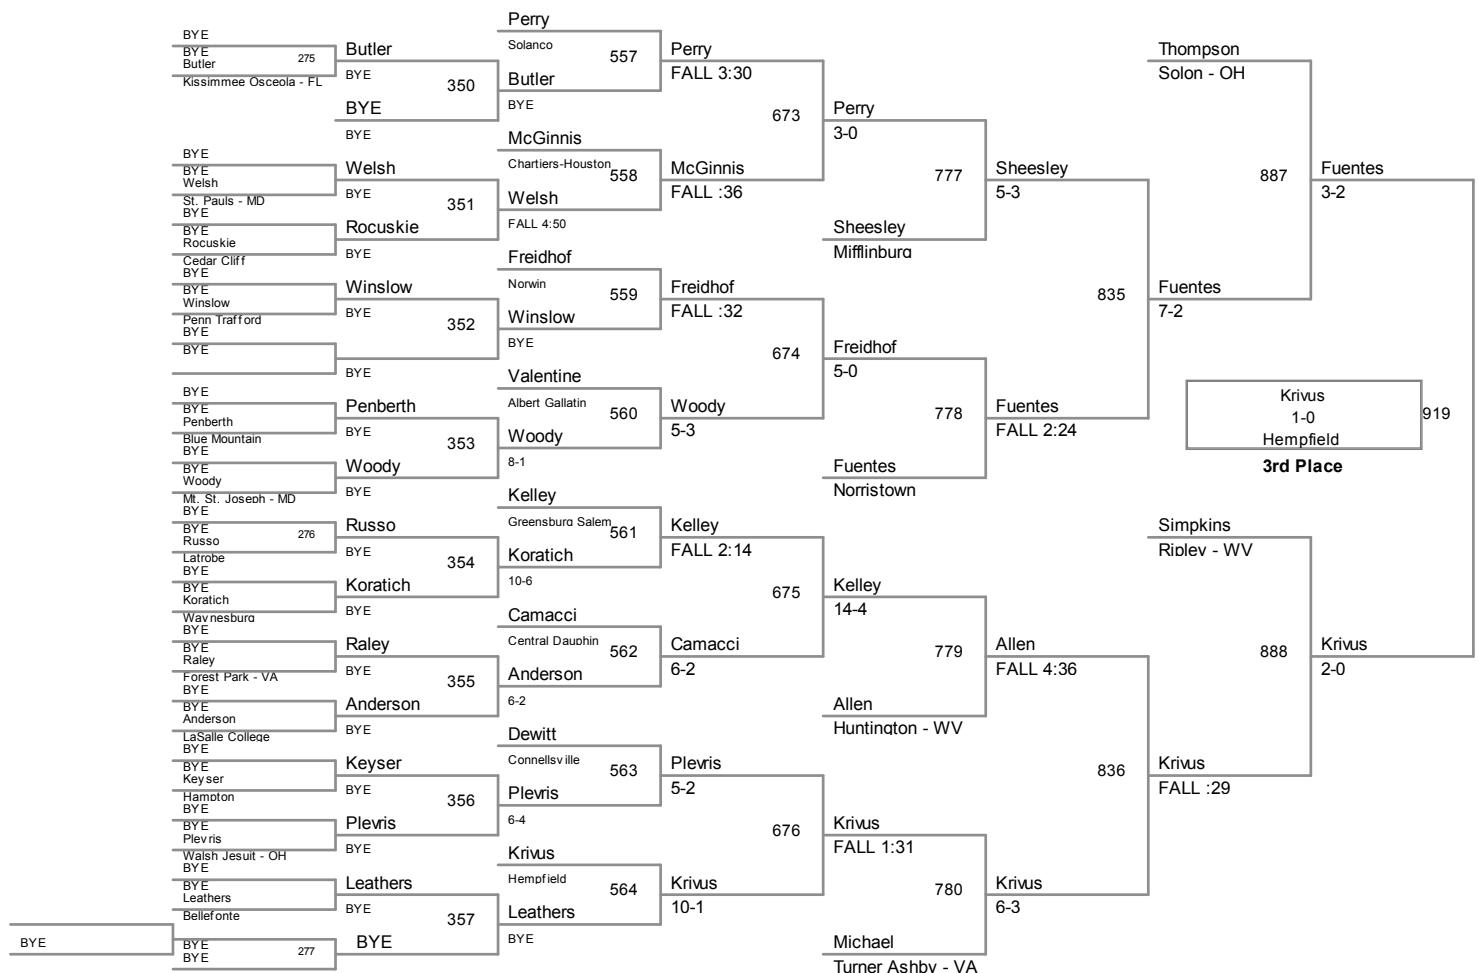 BYE
BYE
Butler
Kissimmee Osceola - FL
275
BYE
BYE
Welsh
St. Pauls - MD
BYE
BYE
Rocuskie
Cedar Cliff
BYE
BYE
Winslow
Penn Trafford
BYE
BYE
BYE
BYE
Penberth
Blue Mountain
BYE
BYE
Woody
Mt. St. Joseph - MD
BYE
BYE
Russo
276
Latrobe
BYE
BYE
Koratich
Waynesburg
BYE
BYE
Raley
Forest Park - VA
BYE
BYE
Anderson
LaSalle College
BYE
BYE
Keyser
Hampton
BYE
BYE
Plevris
Walsh Jesuit - OH
BYE
BYE
Leathers
Bellefonte
BYE
BYE
BYE
277
Butler
BYE
350
BYE
BYE
Welsh
BYE
351
Rocuskie
BYE
Winslow
BYE
352
BYE
Penberth
BYE
353
Woody
BYE
Russo
BYE
354
Koratich
BYE
Raley
BYE
355
Anderson
BYE
Keyser
BYE
356
Plevris
BYE
Leathers
BYE
357
BYE
Perry
Solanco
557
Butler
BYE
McGinnis
Chartiers-Houston
558
Welsh
FALL 4:50
Freidhof
Norwin
559
Winslow
BYE
Valentine
Albert Gallatin
560
Woody
8-1
Kelley
Greensburg Salem
561
Koratich
10-6
Camacci
Central Dauphin
562
Anderson
6-2
Dewitt
Connellsville
563
Plevris
6-4
Krivus
Hempfield
564
Leathers
BYE
Perry
FALL 3:30
673
McGinnis
FALL :36
Freidhof
FALL :32
674
Woody
5-3
Kelley
FALL 2:14
675
Camacci
6-2
Plevris
5-2
676
Krivus
10-1
Perry
3-0
777
Sheesley
Mifflinburg
Freidhof
5-0
778
Fuentes
Norristown
Kelley
14-4
779
Allen
Huntington - WV
Krivus
FALL 1:31
780
Michael
Turner Ashby - VA
Sheesley
5-3
835
Fuentes
FALL 2:24
Allen
FALL 4:36
836
Krivus
6-3
Thompson
Solon - OH
887
Fuentes
7-2
Simpkins
Ripley - WV
888
Krivus
FALL :29
Fuentes
3-2
Krivus
2-0
Krivus
1-0
Hempfield
919
3rd Place